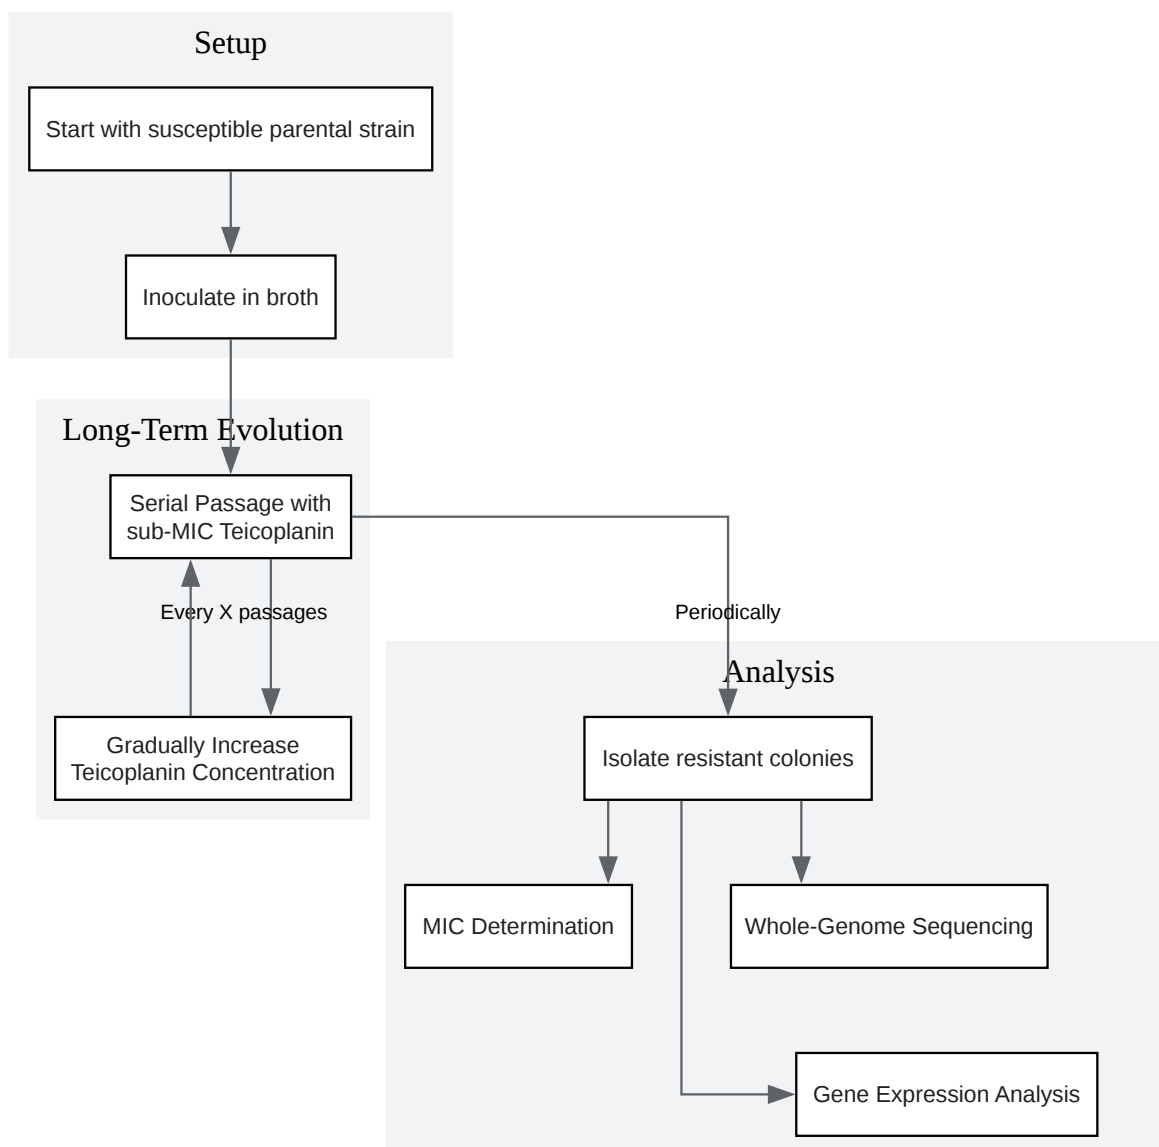 Setup
Start with susceptible parental strain
Inoculate in broth
Long-Term Evolution
Serial Passage with
sub-MIC Teicoplanin
Every X passages
Periodically
Gradually Increase
Teicoplanin Concentration
Analysis
Isolate resistant colonies
MIC Determination
Whole-Genome Sequencing
Gene Expression Analysis